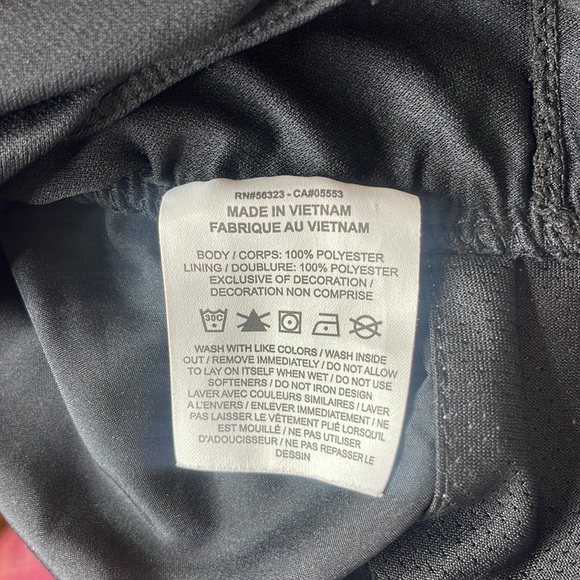 RN#56323 - CA#05553
MADE IN VIETNAM
FABRIQUE AU VIETNAM
BODY / CORPS: 100% POLYESTER
LINING / DOUBLURE: 100% POLYESTER
EXCLUSIVE OF DECORATION /
DECORATION NON COMPRISE
30C
WASH WITH LIKE COLORS / WASH INSIDE
OUT / REMOVE IMMEDIATELY / DO NOT ALLOW
TO LAY ON ITSELF WHEN WET / DO NOT USE
SOFTENERS / DO NOT IRON DESIGN
LAVER AVEC COULEURS SIMILAIRES / LAVER
A L'ENVERS / ENLEVER IMMEDIATEMENT / NE
PAS LAISSER LE VÊTEMENT PLIÉ LORSQU'IL
EST MOUILLÉ / NE PAS UTILISER
D'ADOUCISSEUR / NE PAS REPASSER LE
DESSIN